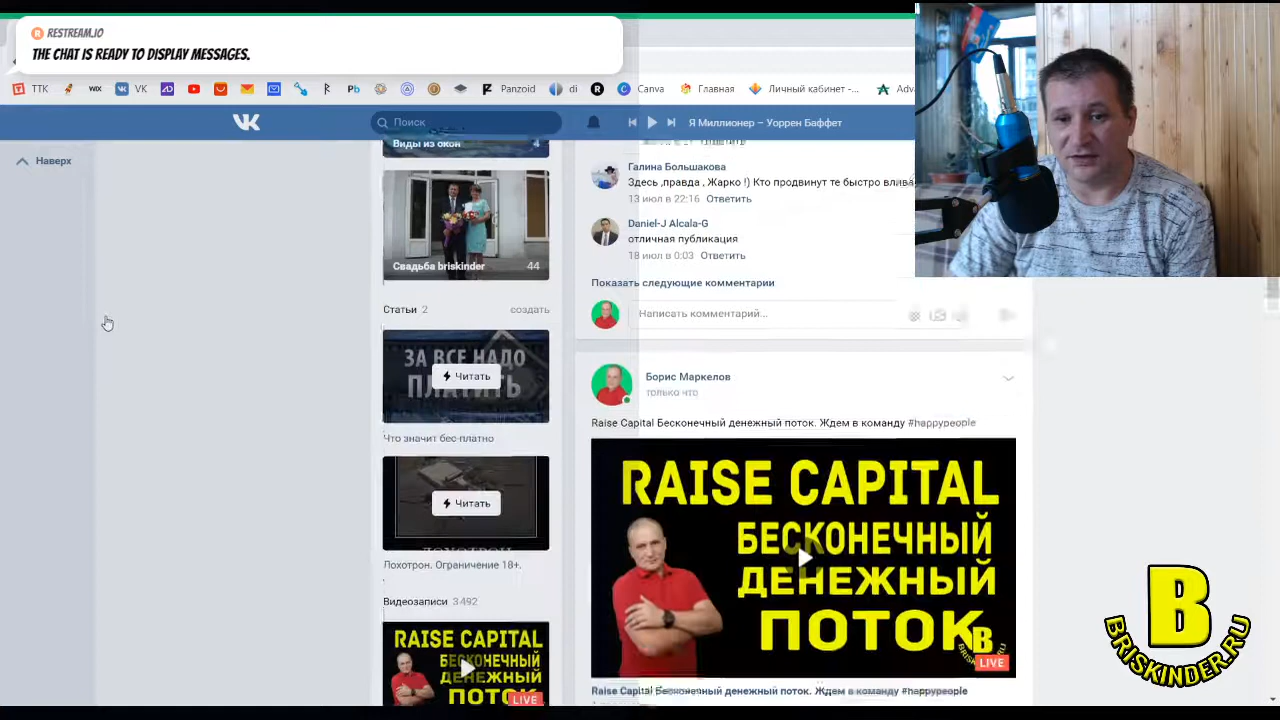 RESTREAM.IO
THE CHAT IS READY TO DISPLAY MESSAGES.
ТТК
WIX
VK
Pb
Panzoid
di
Canva
Главная
Личный кабинет -...
Adv
Поиск
Я Миллионер – Уоррен Баффет
Наверх
Виды из окон 4
Свадьба briskinder 44
Статьи 2 создать
ЗА ВСЕ НАДО
ПЛАТИТЬ
Читать
Что значит бес-платно
Читать
ЛОХОТРОН
Лохотрон. Ограничение 18+.
Видеозаписи 3 492
RAISE CAPITAL
БЕСКОНЕЧНЫЙ
ДЕНЕЖНЫЙ
ПОТОК
LIVE
Галина Большакова
Здесь ,правда , Жарко !) Кто продвинут те быстро влива
13 июл в 22:16 Ответить
Daniel-J Alcala-G
отличная публикация
18 июл в 0:03 Ответить
Показать следующие комментарии
Написать комментарий...
Борис Маркелов
только что
Raise Capital Бесконечный денежный поток. Ждем в команду #happypeople
RAISE CAPITAL
БЕСКОНЕЧНЫЙ
ДЕНЕЖНЫЙ
ПОТОК
B
LIVE
Raise Capital Бесконечный денежный поток. Ждем в команду #happypeople
B
BRISKINDER.RU